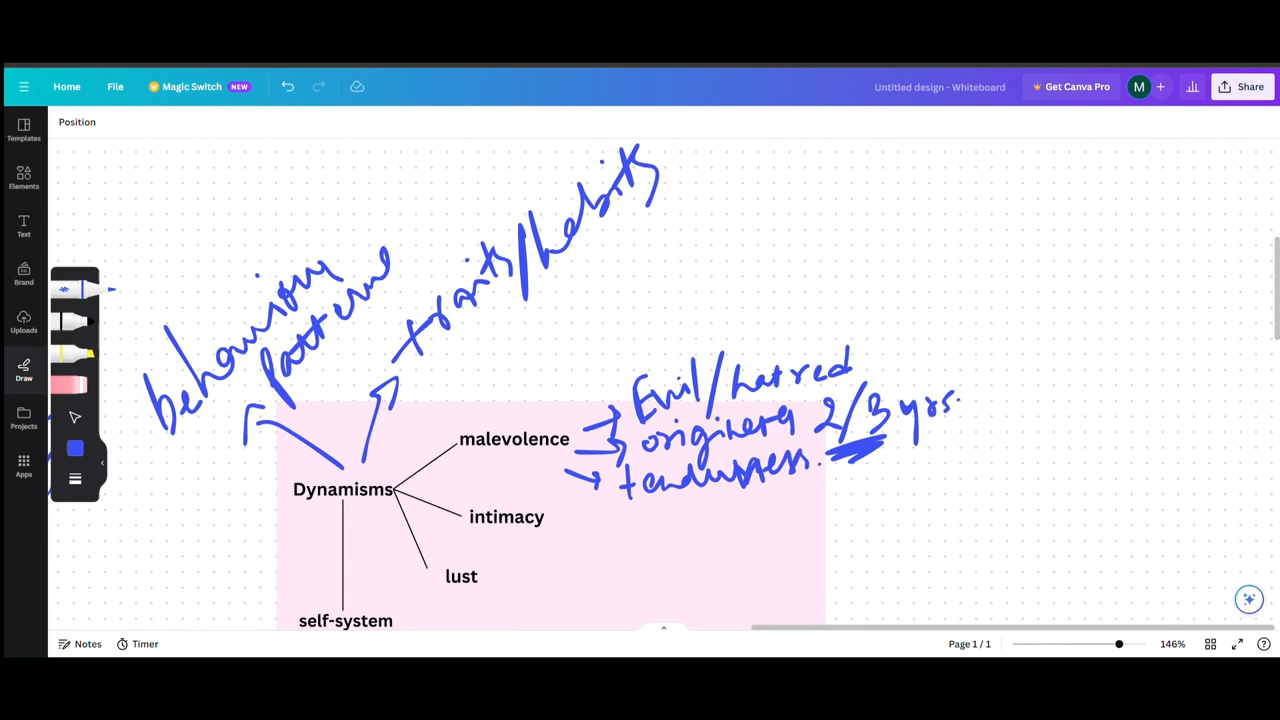 Home File Magic Switch NEW Untitled design - Whiteboard Get Canva Pro M + Share
Position
Templates
Elements
Text
Brand
Uploads
Draw
Projects
Apps
behaviour
patterns
traits/habits
Evil/hatred
2/3 yrs.
malevolence
Dynamisms
intimacy
lust
self-system
Notes Timer Page 1 / 1 146%